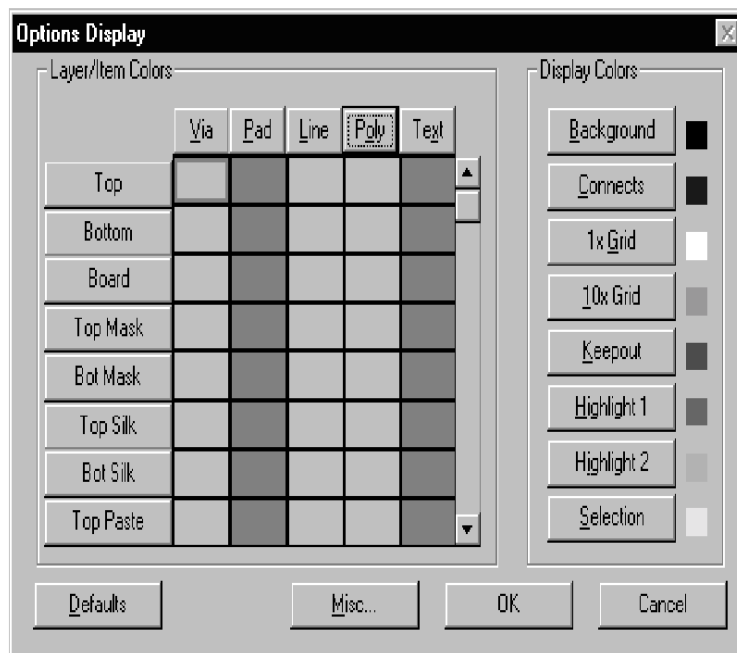 Options Display
Layer/Item Colors
Via Pad Line Poly Text
Top
Bottom
Board
Top Mask
Bot Mask
Top Silk
Bot Silk
Top Paste
Display Colors
Background
Connects
1x Grid
10x Grid
Keepout
Highlight 1
Highlight 2
Selection
Defaults Misc... OK Cancel